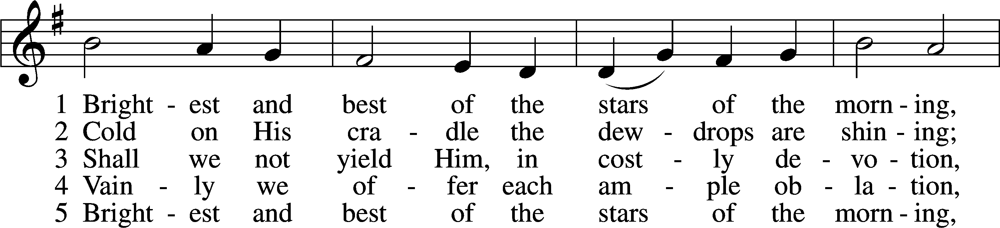 1 Bright - est and best of the stars of the morn - ing,
2 Cold on His cra - dle the dew - drops are shin - ing;
3 Shall we not yield Him, in cost - ly de - vo - tion,
4 Vain - ly we of - fer each am - ple ob - la - tion,
5 Bright - est and best of the stars of the morn - ing,